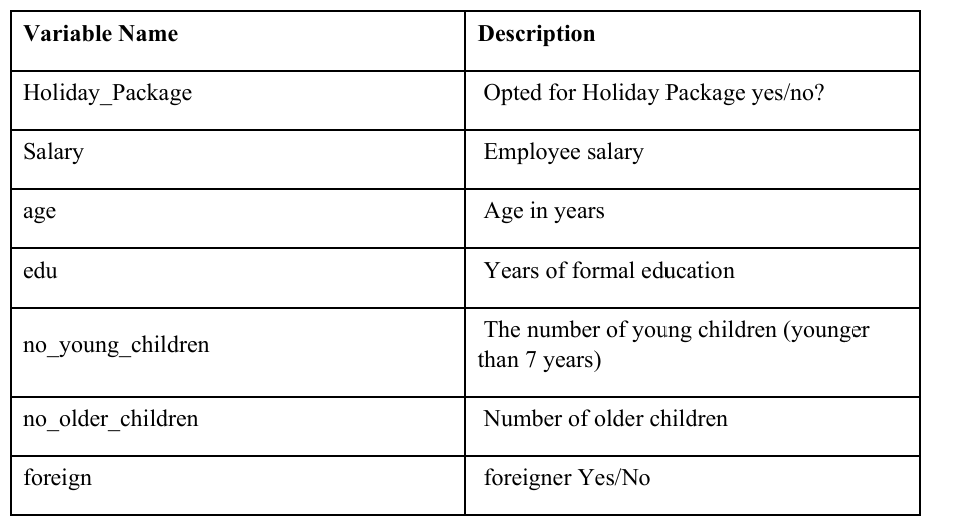 Variable Name Description
Holiday_Package Opted for Holiday Package yes/no?
Salary Employee salary
age Age in years
edu Years of formal education
no_young_children The number of young children (younger
than 7 years)
no_older_children Number of older children
foreign foreigner Yes/No